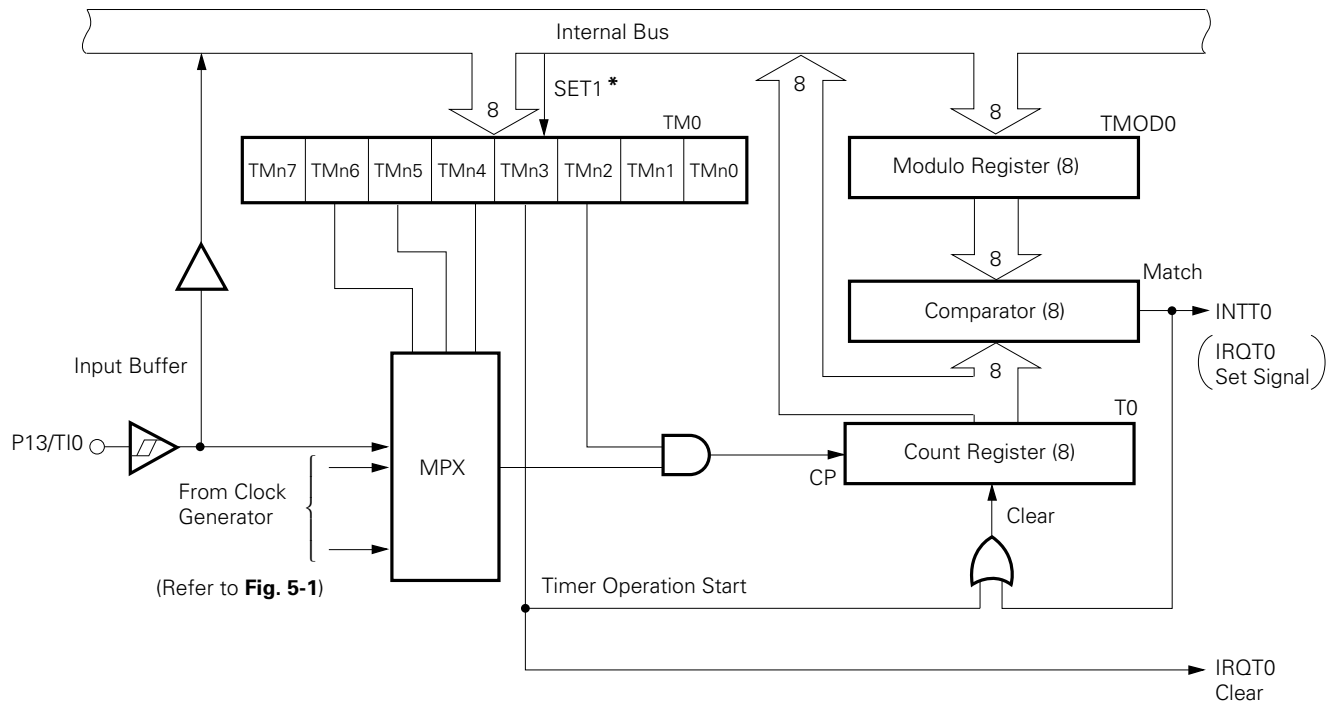 Internal Bus
8
SET1 *
8
8
TM0
TMOD0
TMn7 TMn6 TMn5 TMn4 TMn3 TMn2 TMn1 TMn0
Modulo Register (8)
8
Match
Comparator (8)
INTT0
(IRQT0
Set Signal)
8
Input Buffer
T0
P13/TI0
MPX
Count Register (8)
CP
From Clock
Generator
Clear
(Refer to Fig. 5-1)
Timer Operation Start
IRQT0
Clear